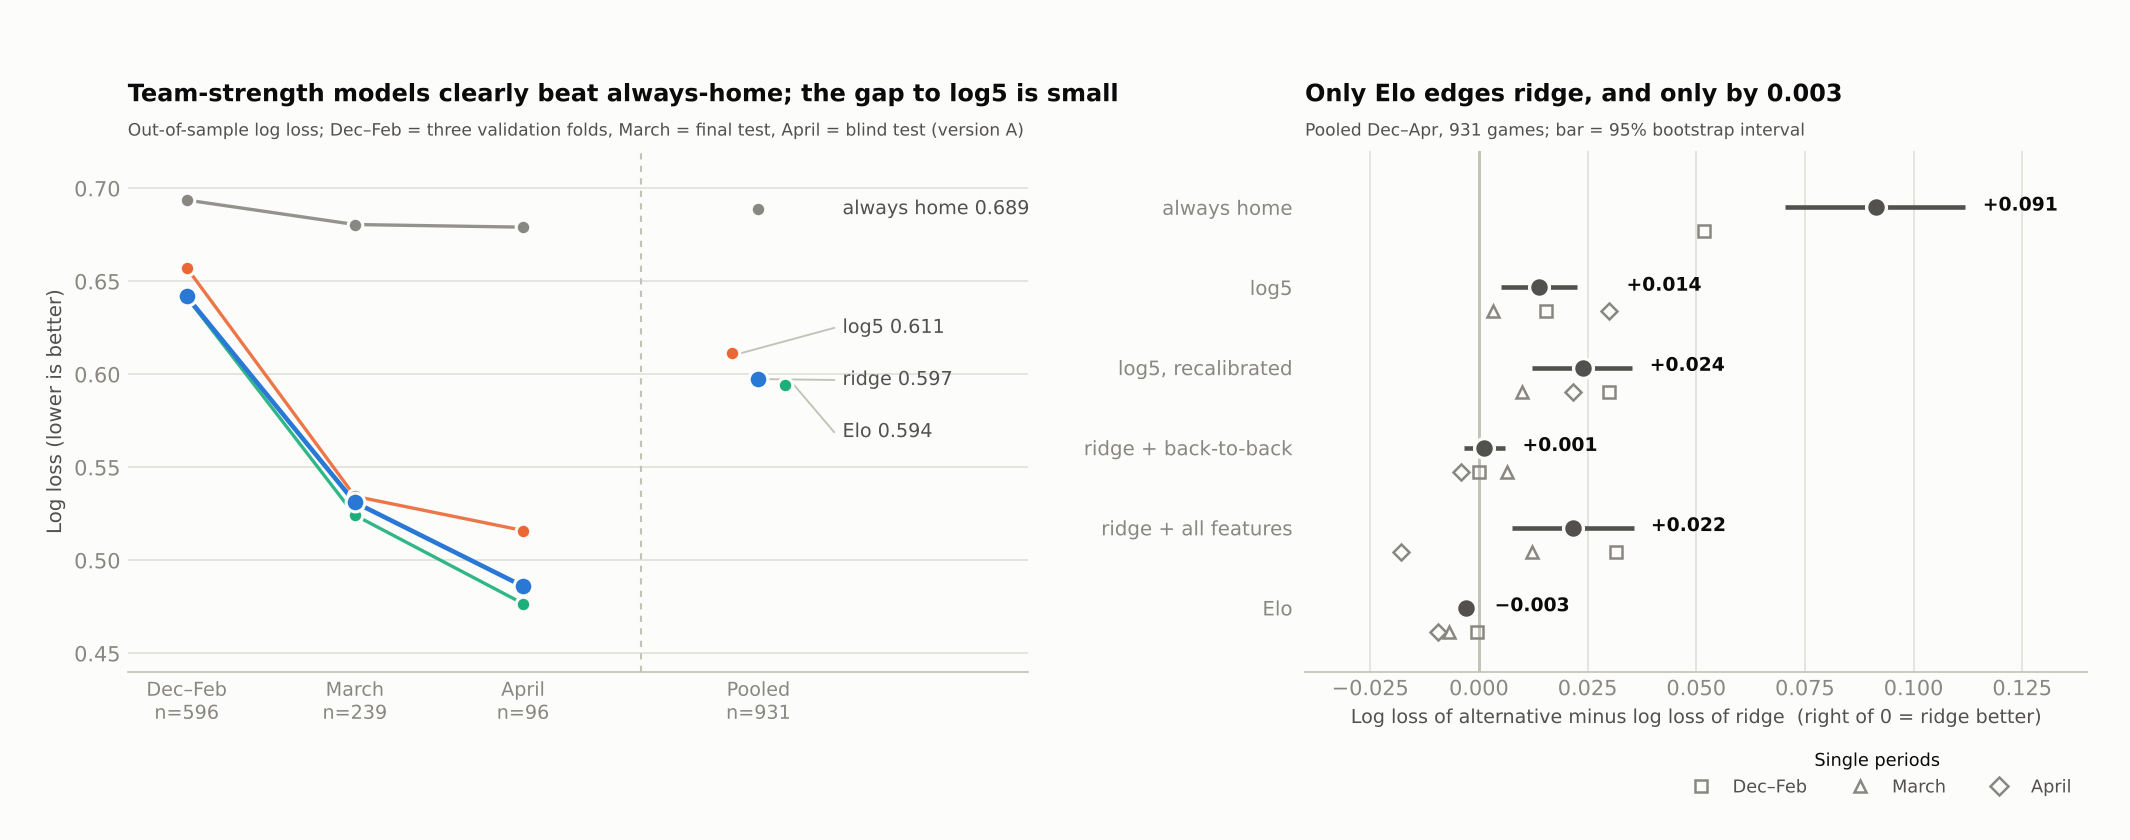 Team-strength models clearly beat always-home; the gap to log5 is small
Out-of-sample log loss; Dec–Feb = three validation folds, March = final test, April = blind test (version A)
Log loss (lower is better)
0.70
0.65
0.60
0.55
0.50
0.45
always home 0.689
log5 0.611
ridge 0.597
Elo 0.594
Dec–Feb
n=596
March
n=239
April
n=96
Pooled
n=931
Only Elo edges ridge, and only by 0.003
Pooled Dec–Apr, 931 games; bar = 95% bootstrap interval
always home
+0.091
log5
+0.014
log5, recalibrated
+0.024
ridge + back-to-back
+0.001
ridge + all features
+0.022
Elo
−0.003
−0.025
0.000
0.025
0.050
0.075
0.100
0.125
Log loss of alternative minus log loss of ridge  (right of 0 = ridge better)
Single periods
Dec–Feb
March
April